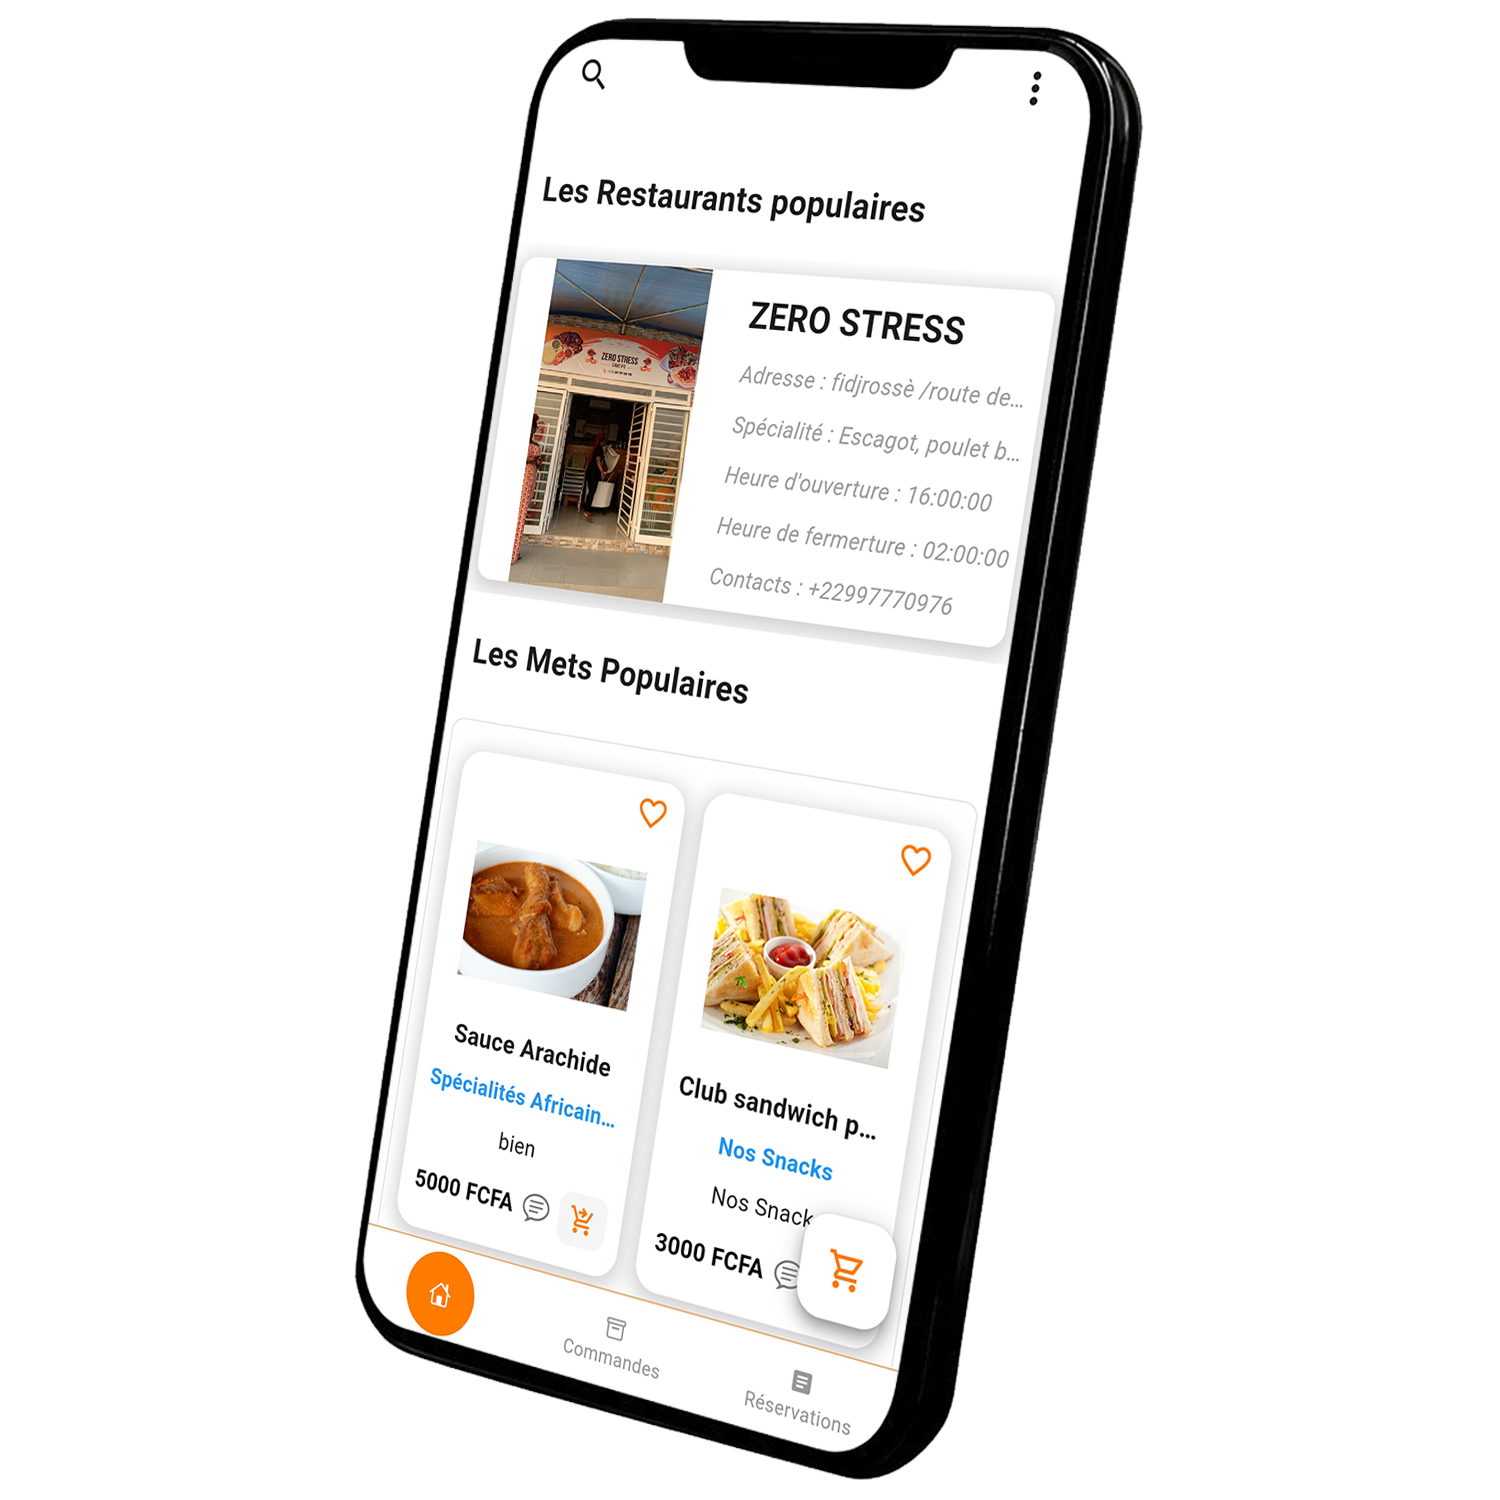 Les Restaurants populaires
ZERO STRESS
ZERO STRESS
Adresse : fidjrossè /route de...
Spécialité : Escagot, poulet b...
Heure d'ouverture : 16:00:00
Heure de fermerture : 02:00:00
Contacts : +22997770976
Les Mets Populaires
Sauce Arachide
Spécialités Africain...
bien
5000 FCFA
Club sandwich p...
Nos Snacks
Nos Snack
3000 FCFA
Commandes
Réservations